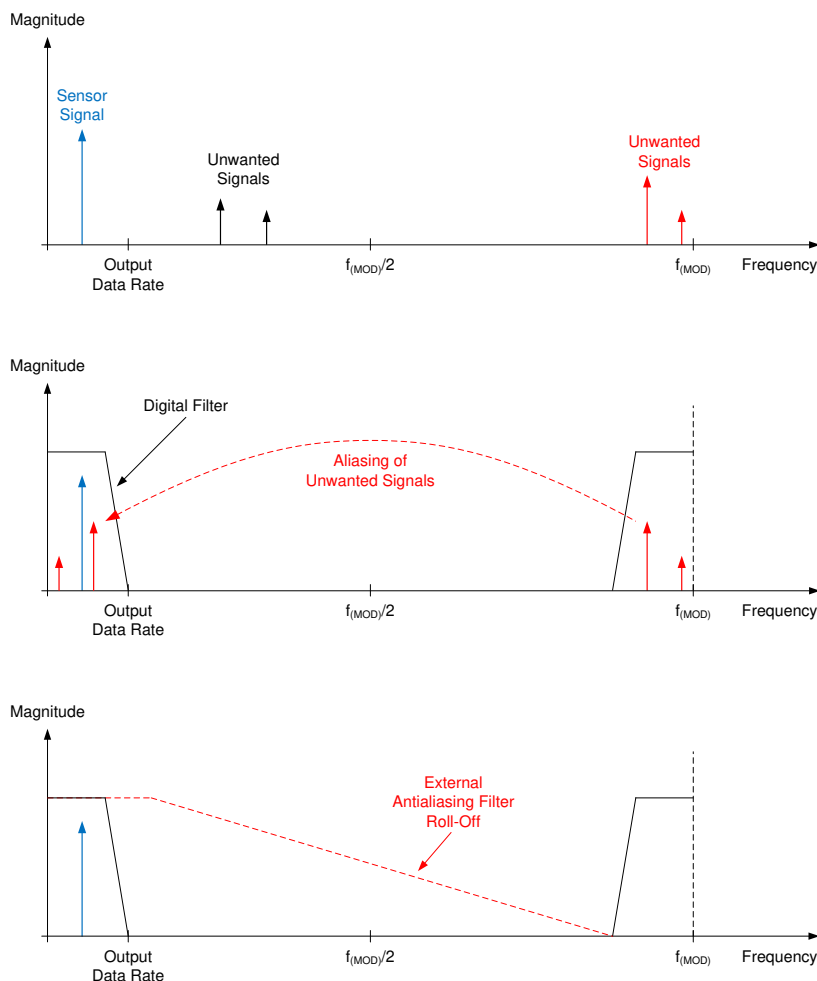 Magnitude
Sensor
Signal
Unwanted
Signals
Unwanted
Signals
Output
Data Rate
f(MOD)/2
f(MOD)
Frequency
Magnitude
Digital Filter
Aliasing of
Unwanted Signals
Output
Data Rate
f(MOD)/2
f(MOD)
Frequency
Magnitude
External
Antialiasing Filter
Roll-Off
Output
Data Rate
f(MOD)/2
f(MOD)
Frequency